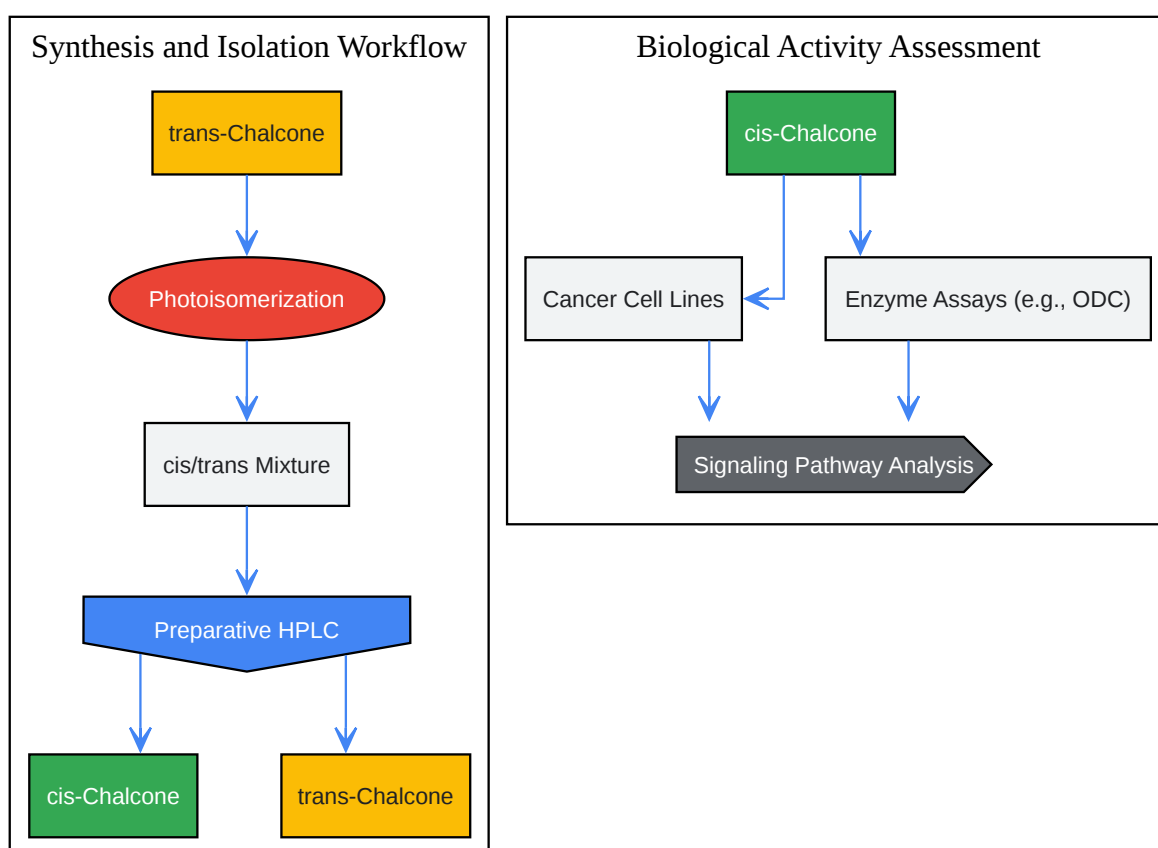 Synthesis and Isolation Workflow
trans-Chalcone
Photoisomerization
cis/trans Mixture
Preparative HPLC
cis-Chalcone
trans-Chalcone
Biological Activity Assessment
cis-Chalcone
Cancer Cell Lines
Enzyme Assays (e.g., ODC)
Signaling Pathway Analysis